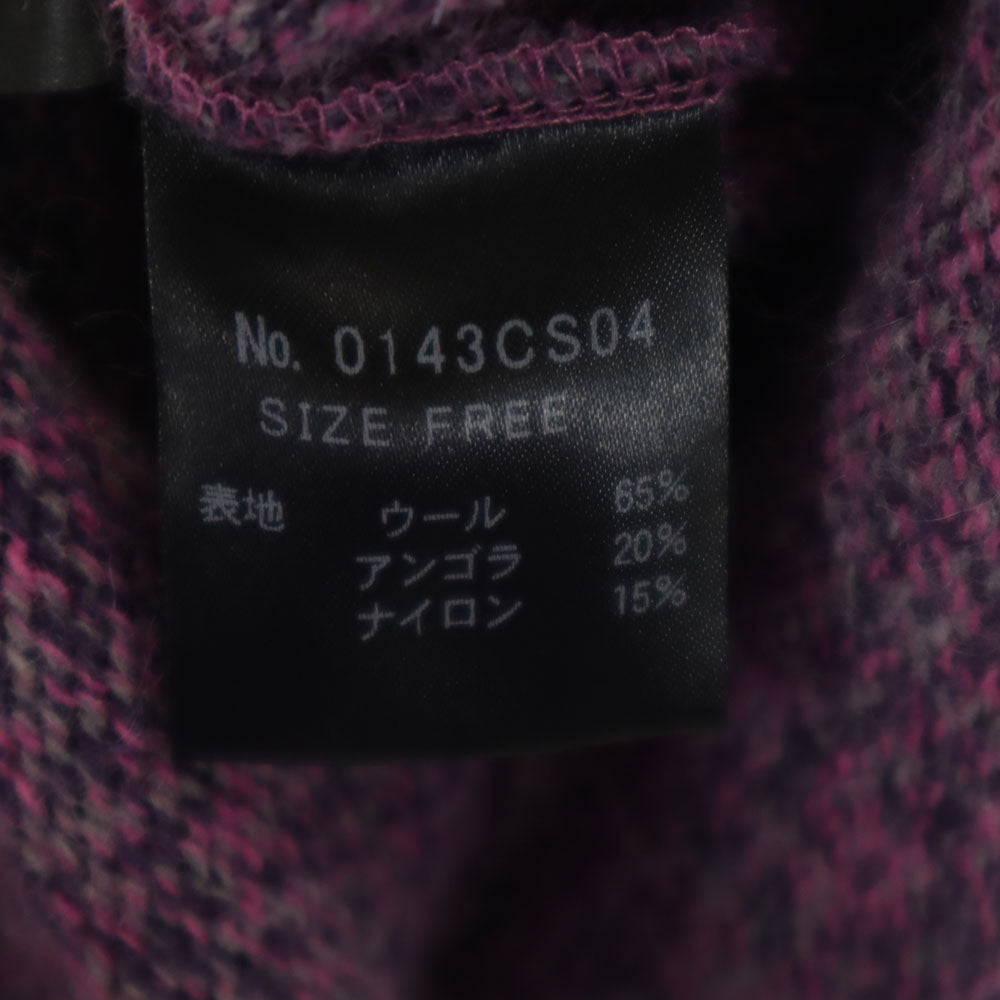 No. 0143CS04
SIZE FREE
表地 ウール 65%
アンゴラ 20%
ナイロン 15%